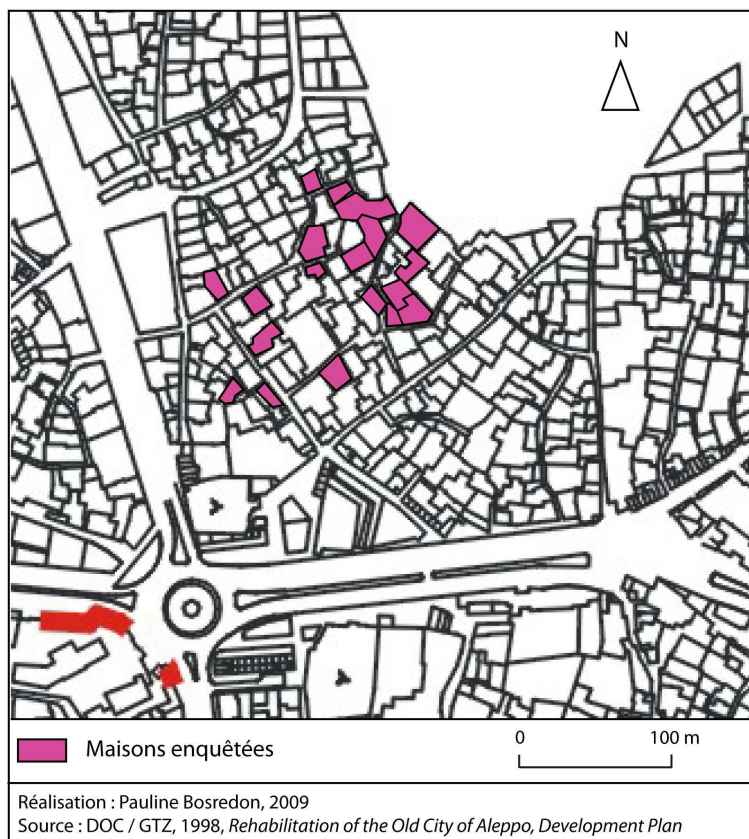 N
Maisons enquêtées
0 100 m
Réalisation : Pauline Bosredon, 2009
Source : DOC / GTZ, 1998, Rehabilitation of the Old City of Aleppo, Development Plan